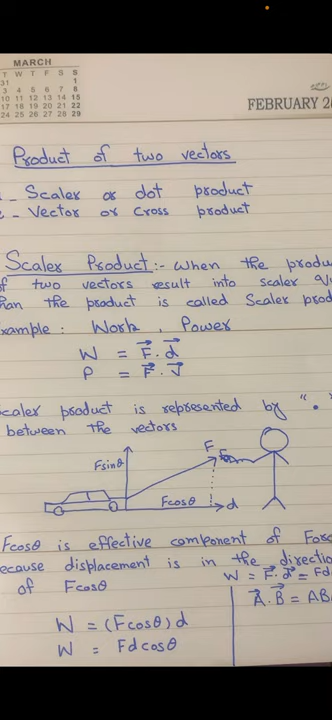 MARCH
T W T F S S
31 1
3 4 5 6 7 8
10 11 12 13 14 15
17 18 19 20 21 22
24 25 26 27 28 29
FEBRUARY 2
Product of two vectors
- Scaler or dot product
- Vector or Cross product
Scaler Product :- When the produ
of two vectors result into scaler
than the product is called Scaler prod
xample : Work , Power
W = F⃗ . d⃗
P = F⃗ . V⃗
caler product is represented by "."
between the vectors
Fsinθ
F
Fcosθ
d
Fcosθ is effective component of Forc
ecause displacement is in the directio
of Fcosθ
W = F⃗ . d⃗ = Fd
A⃗ . B⃗ = AB
W = (Fcosθ) d
W = Fd cosθ